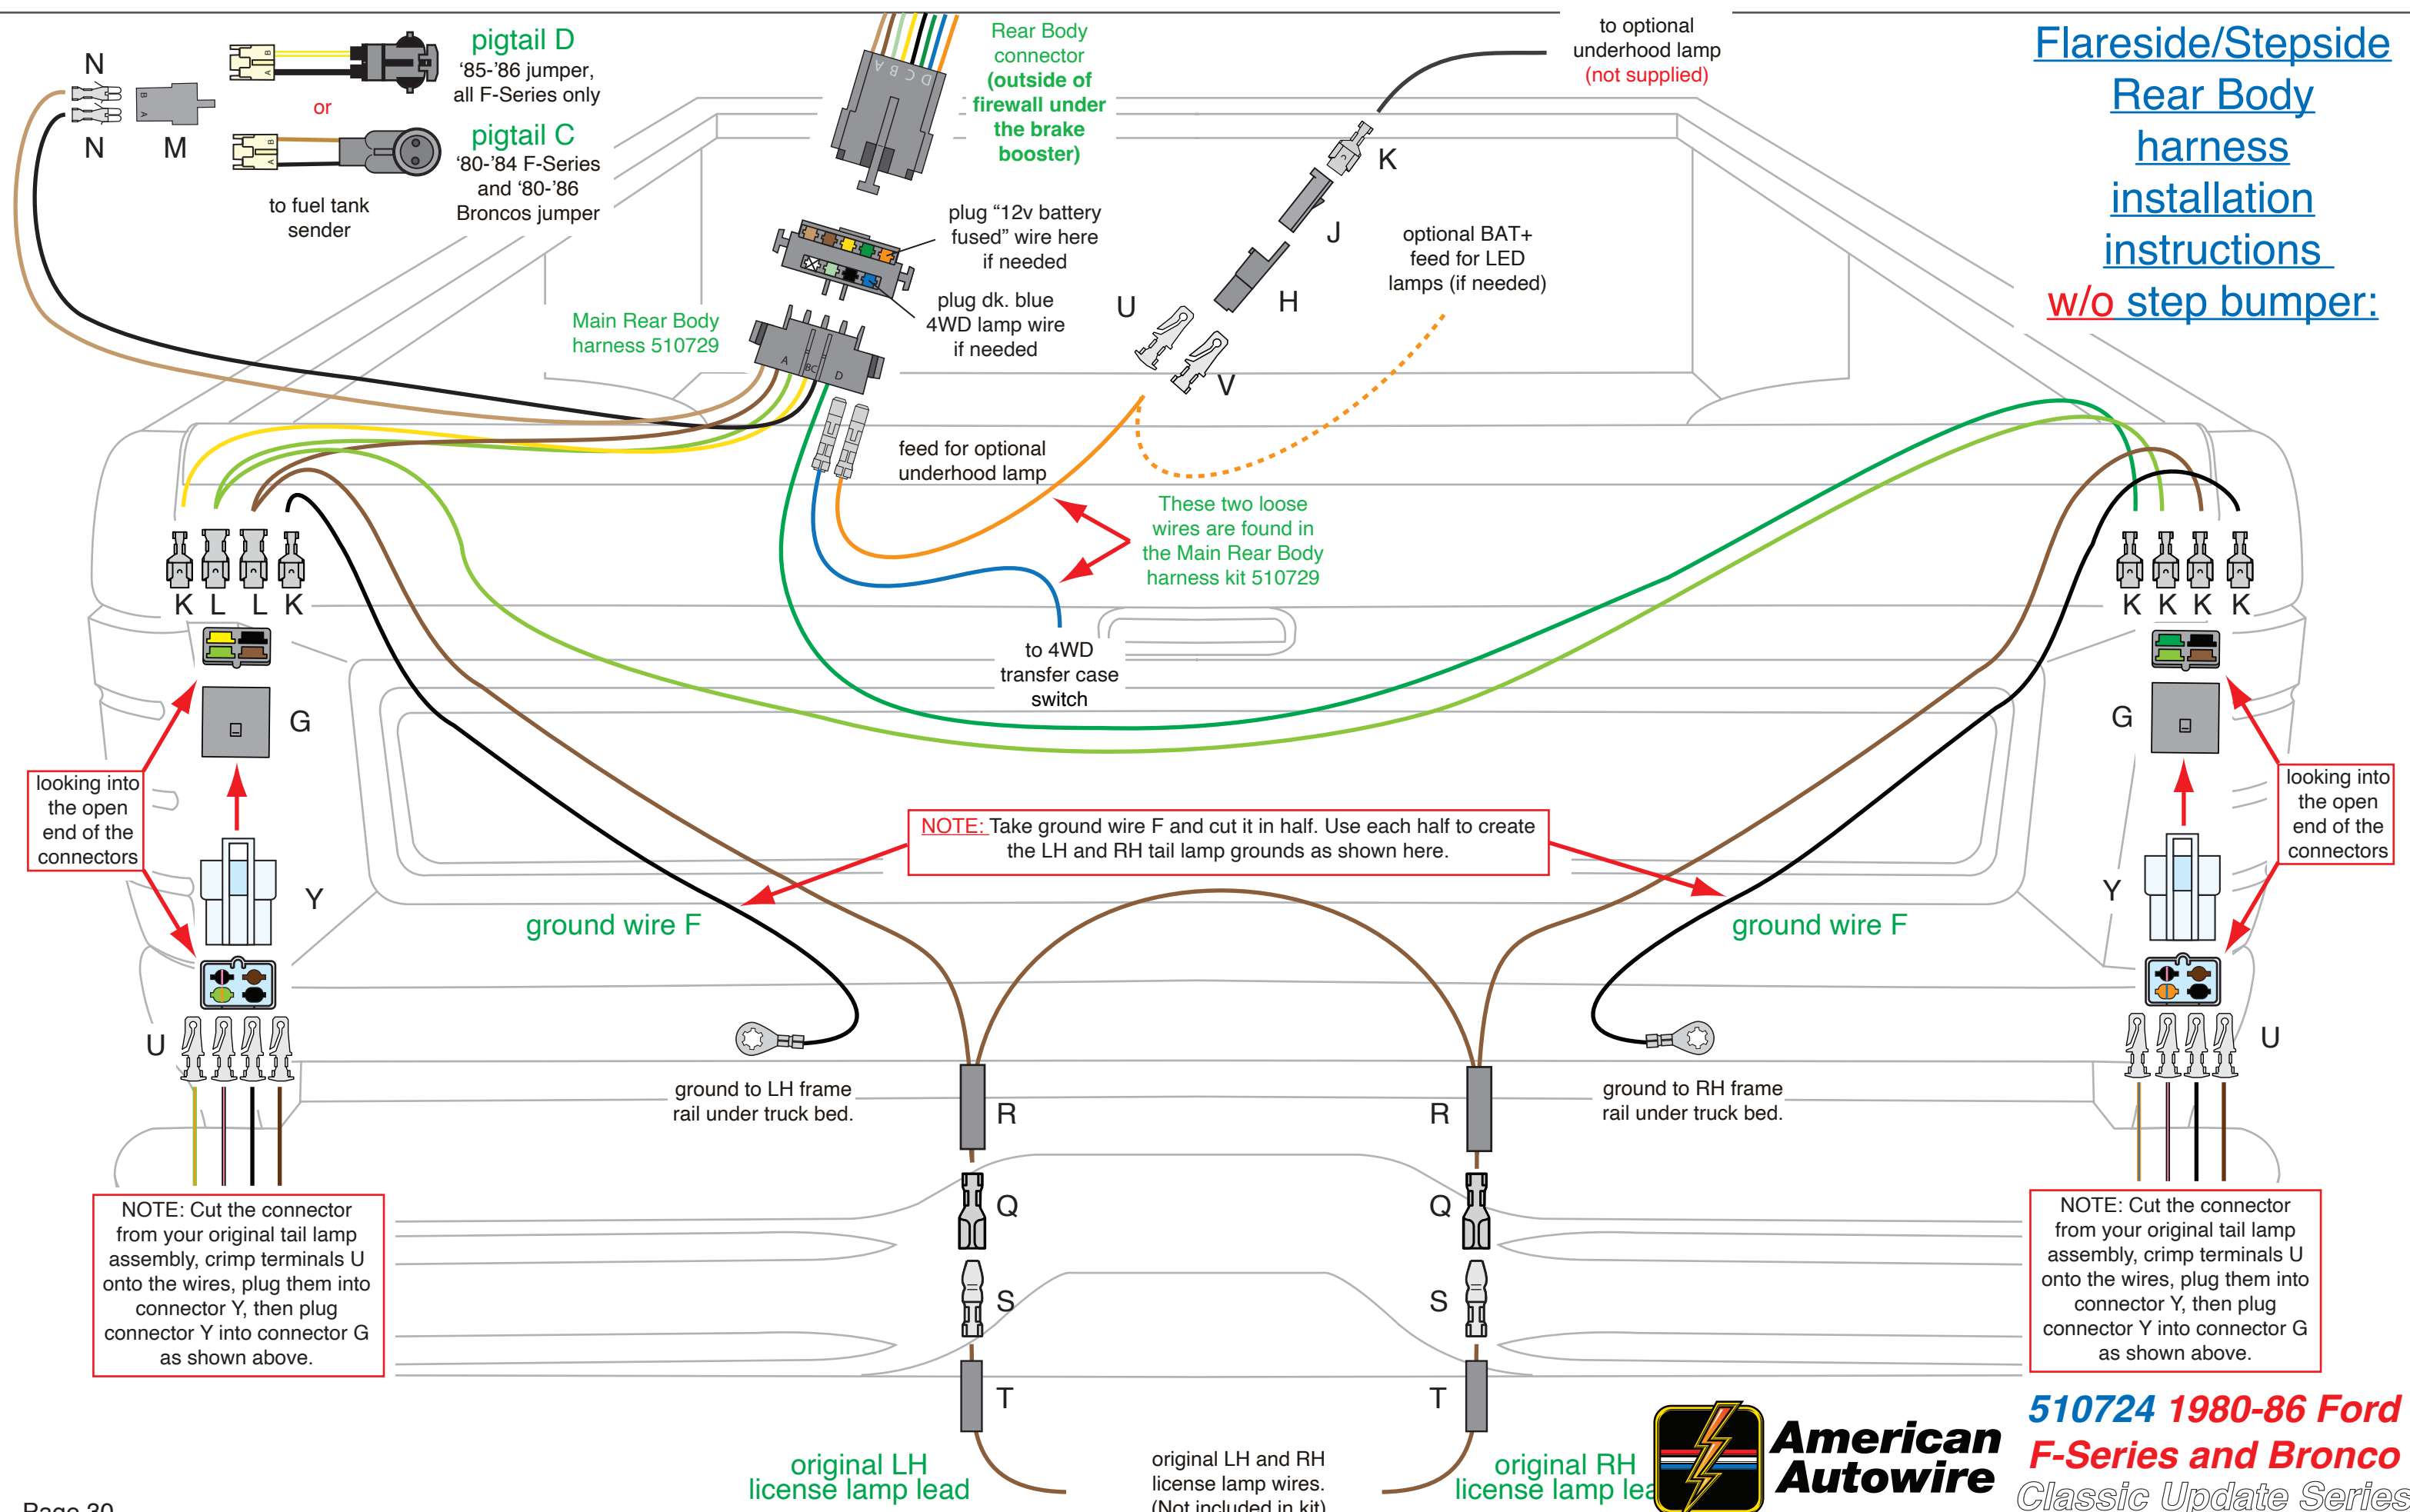 N
N
M
B
A
pigtail D
‘85-’86 jumper,
all F-Series only
or
B
A
pigtail C
‘80-’84 F-Series
and ‘80-’86
Broncos jumper
B
A
to fuel tank
sender
Rear Body
connector
(outside of
firewall under
the brake
booster)
A B C D
to optional
underhood lamp
(not supplied)
K
J
H
U
V
Flareside/Stepside
Rear Body
harness
installation
instructions
w/o step bumper:
plug “12v battery
fused” wire here
if needed
plug dk. blue
4WD lamp wire
if needed
optional BAT+
feed for LED
lamps (if needed)
Main Rear Body
harness 510729
A BC D
feed for optional
underhood lamp
These two loose
wires are found in
the Main Rear Body
harness kit 510729
to 4WD
transfer case
switch
K L L K
K K K K
G
G
looking into
the open
end of the
connectors
looking into
the open
end of the
connectors
NOTE: Take ground wire F and cut it in half. Use each half to create
the LH and RH tail lamp grounds as shown here.
Y
Y
ground wire F
ground wire F
U
U
ground to LH frame
rail under truck bed.
ground to RH frame
rail under truck bed.
R
R
Q
Q
S
S
T
T
NOTE: Cut the connector
from your original tail lamp
assembly, crimp terminals U
onto the wires, plug them into
connector Y, then plug
connector Y into connector G
as shown above.
NOTE: Cut the connector
from your original tail lamp
assembly, crimp terminals U
onto the wires, plug them into
connector Y, then plug
connector Y into connector G
as shown above.
original LH
license lamp lead
original LH and RH
license lamp wires.
(Not included in kit)
original RH
license lamp lea
American
Autowire
510724 1980-86 Ford
F-Series and Bronco
Classic Update Series
Page 30